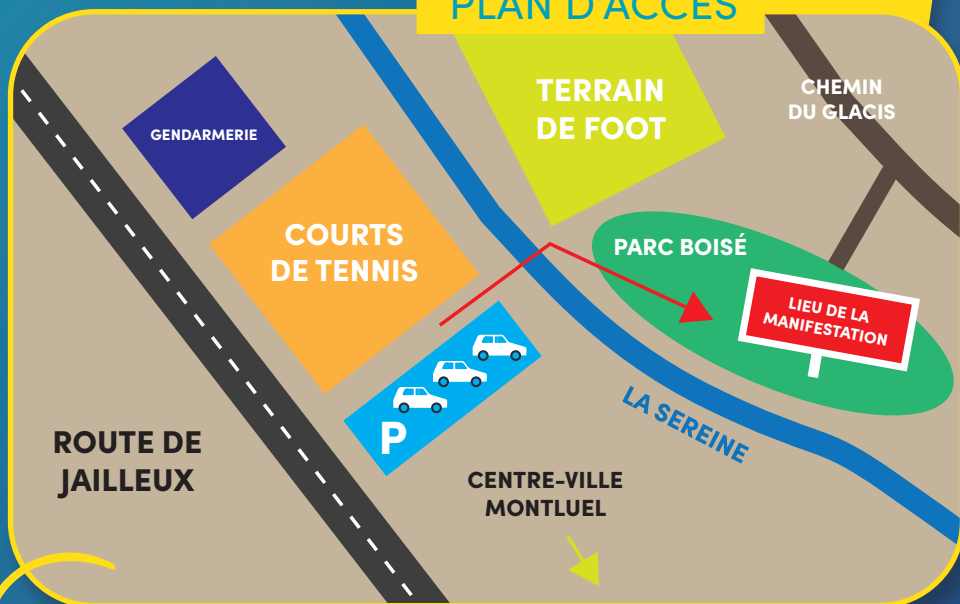 PLAN D'ACCÈS
TERRAIN
DE FOOT
CHEMIN
DU GLACIS
GENDARMERIE
COURTS
DE TENNIS
PARC BOISÉ
LIEU DE LA
MANIFESTATION
P
LA SEREINE
ROUTE DE
JAILLEUX
CENTRE-VILLE
MONTLUEL